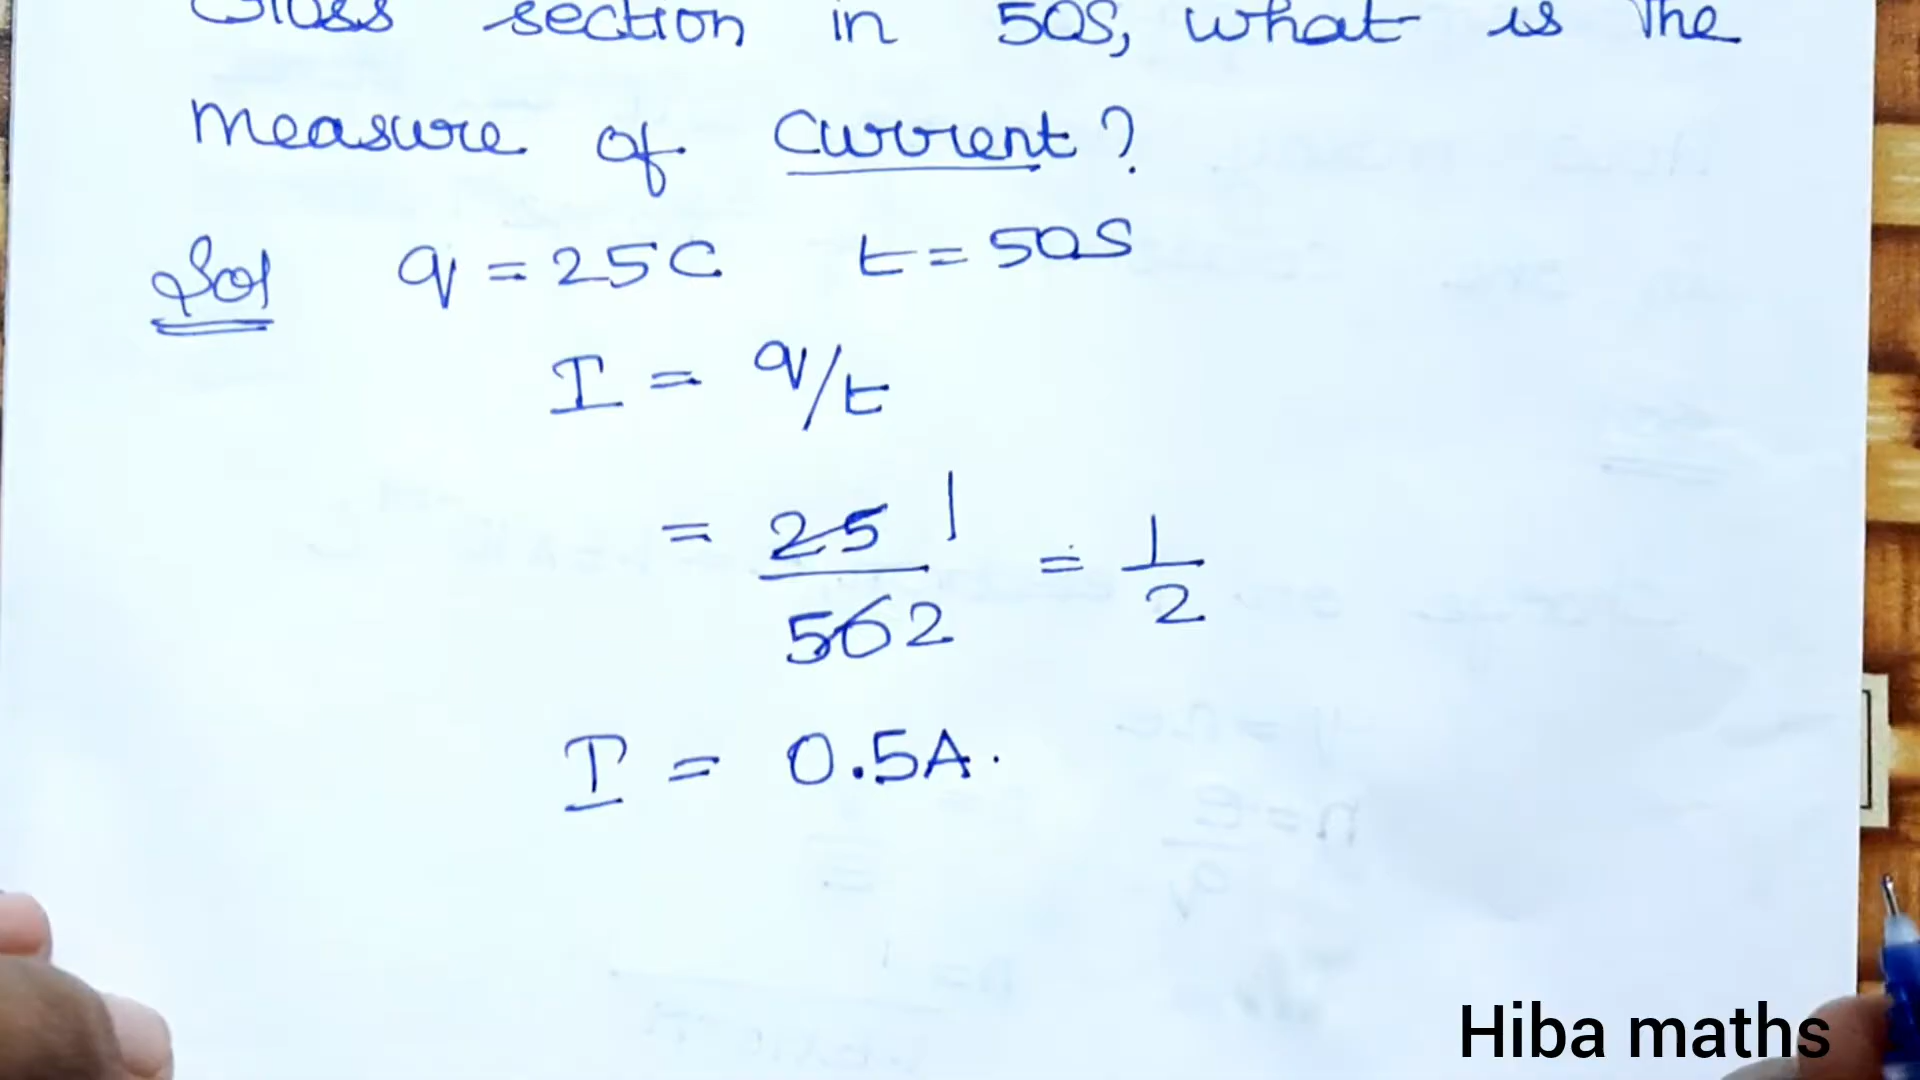 Cross section in 50S, what is the
measure of current?
Sol q = 25C t = 50S
I = q/t
= 25 1 / 50 2 = 1/2
I = 0.5A.
Hiba maths